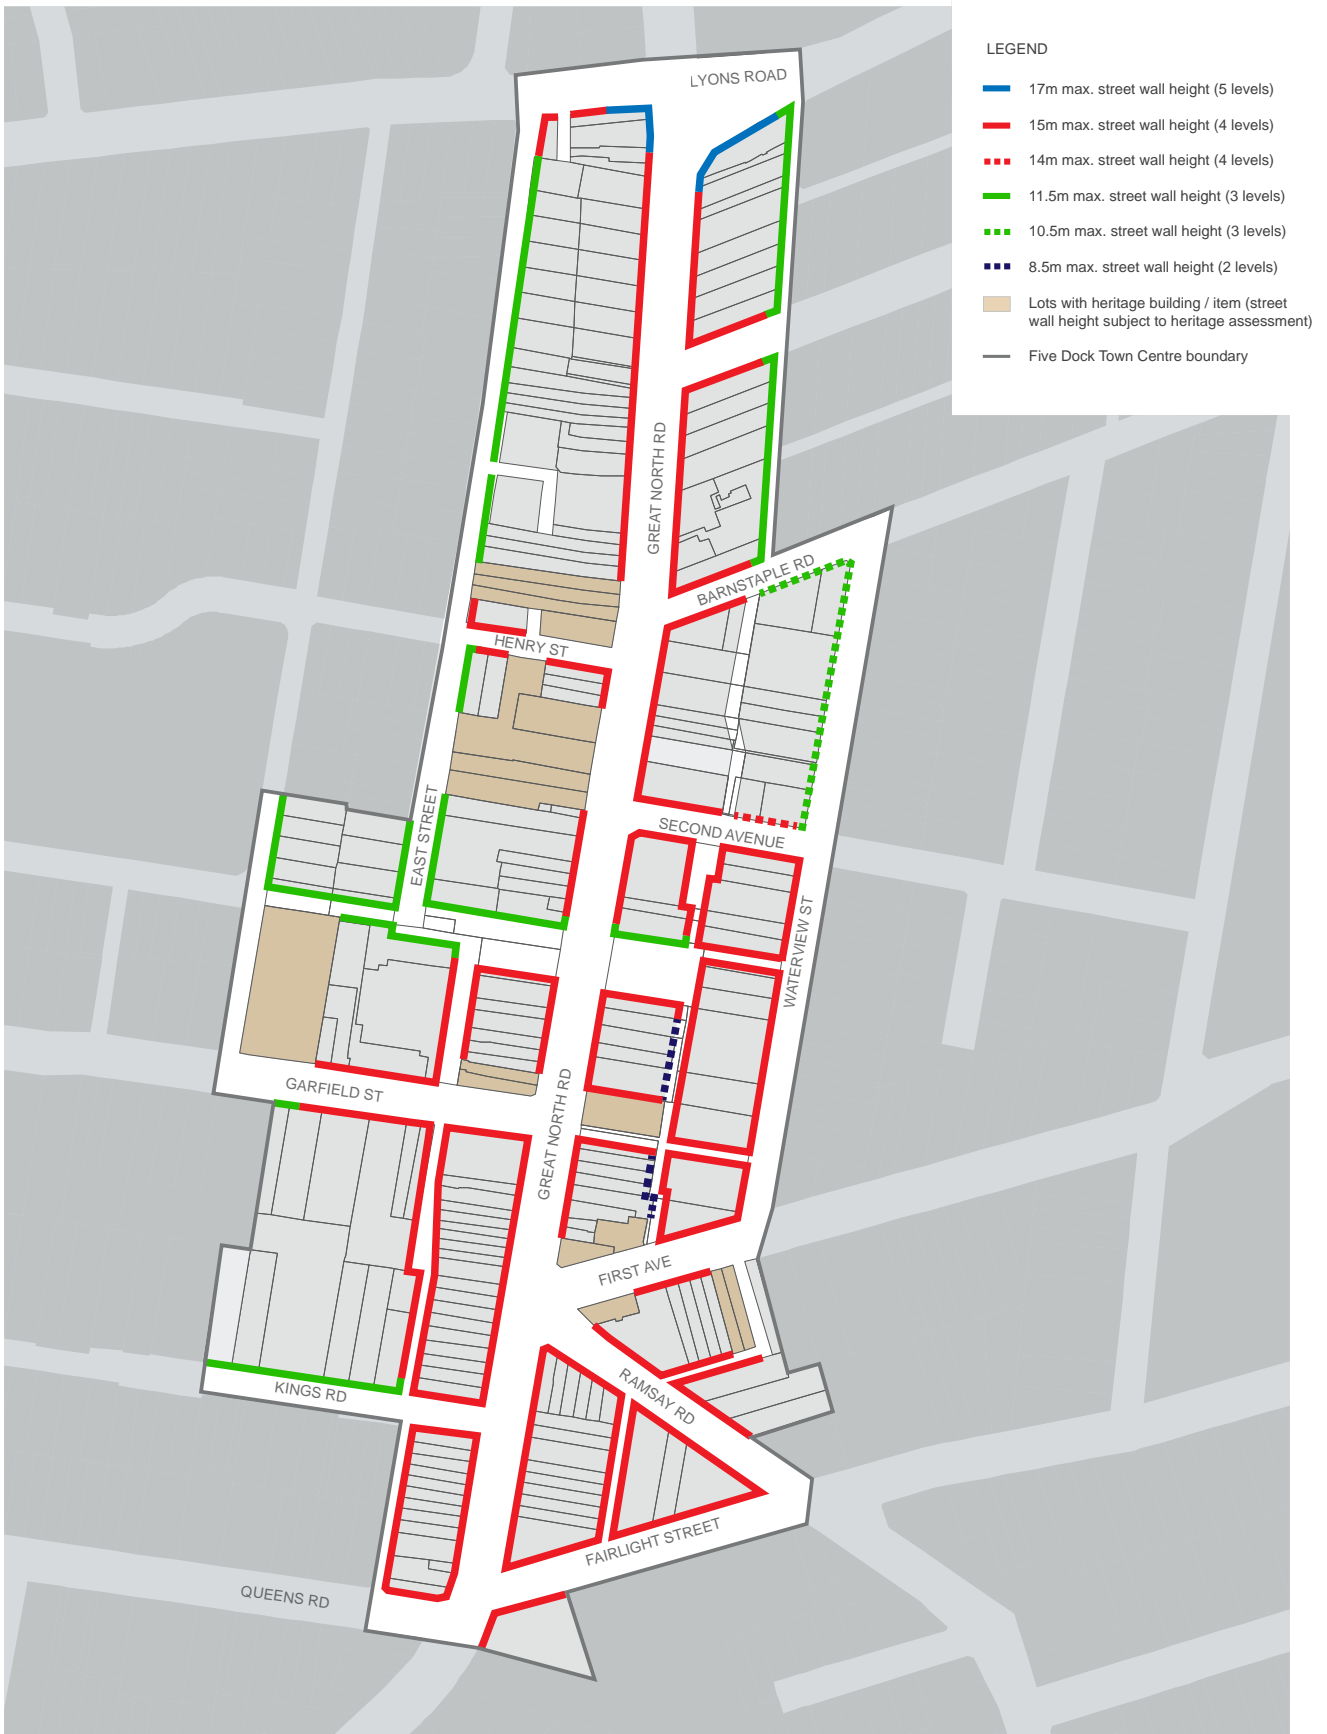 LEGEND
17m max. street wall height (5 levels)
15m max. street wall height (4 levels)
14m max. street wall height (4 levels)
11.5m max. street wall height (3 levels)
10.5m max. street wall height (3 levels)
8.5m max. street wall height (2 levels)
Lots with heritage building / item (street
wall height subject to heritage assessment)
Five Dock Town Centre boundary
LYONS ROAD
GREAT NORTH RD
BARNSTAPLE RD
HENRY ST
EAST STREET
SECOND AVENUE
WATERVIEW ST
GARFIELD ST
GREAT NORTH RD
FIRST AVE
KINGS RD
RAMSAY RD
FAIRLIGHT STREET
QUEENS RD